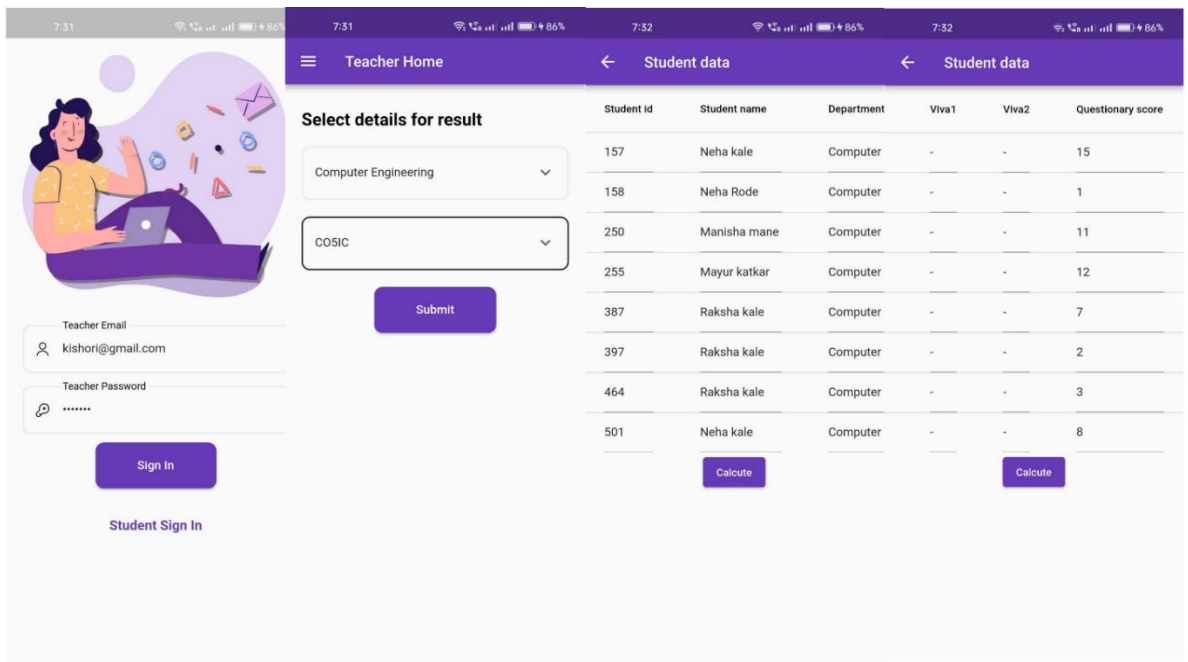 7:31
86%
Teacher Email
kishori@gmail.com
Teacher Password
•••••••
Sign In
Student Sign In
7:31
86%
Teacher Home
Select details for result
Computer Engineering
CO5IC
Submit
7:32
86%
Student data
Student id Student name Department
157 Neha kale Computer
158 Neha Rode Computer
250 Manisha mane Computer
255 Mayur katkar Computer
387 Raksha kale Computer
397 Raksha kale Computer
464 Raksha kale Computer
501 Neha kale Computer
Calcute
7:32
86%
Student data
Viva1 Viva2 Questionary score
- - 15
- - 1
- - 11
- - 12
- - 7
- - 2
- - 3
- - 8
Calcute